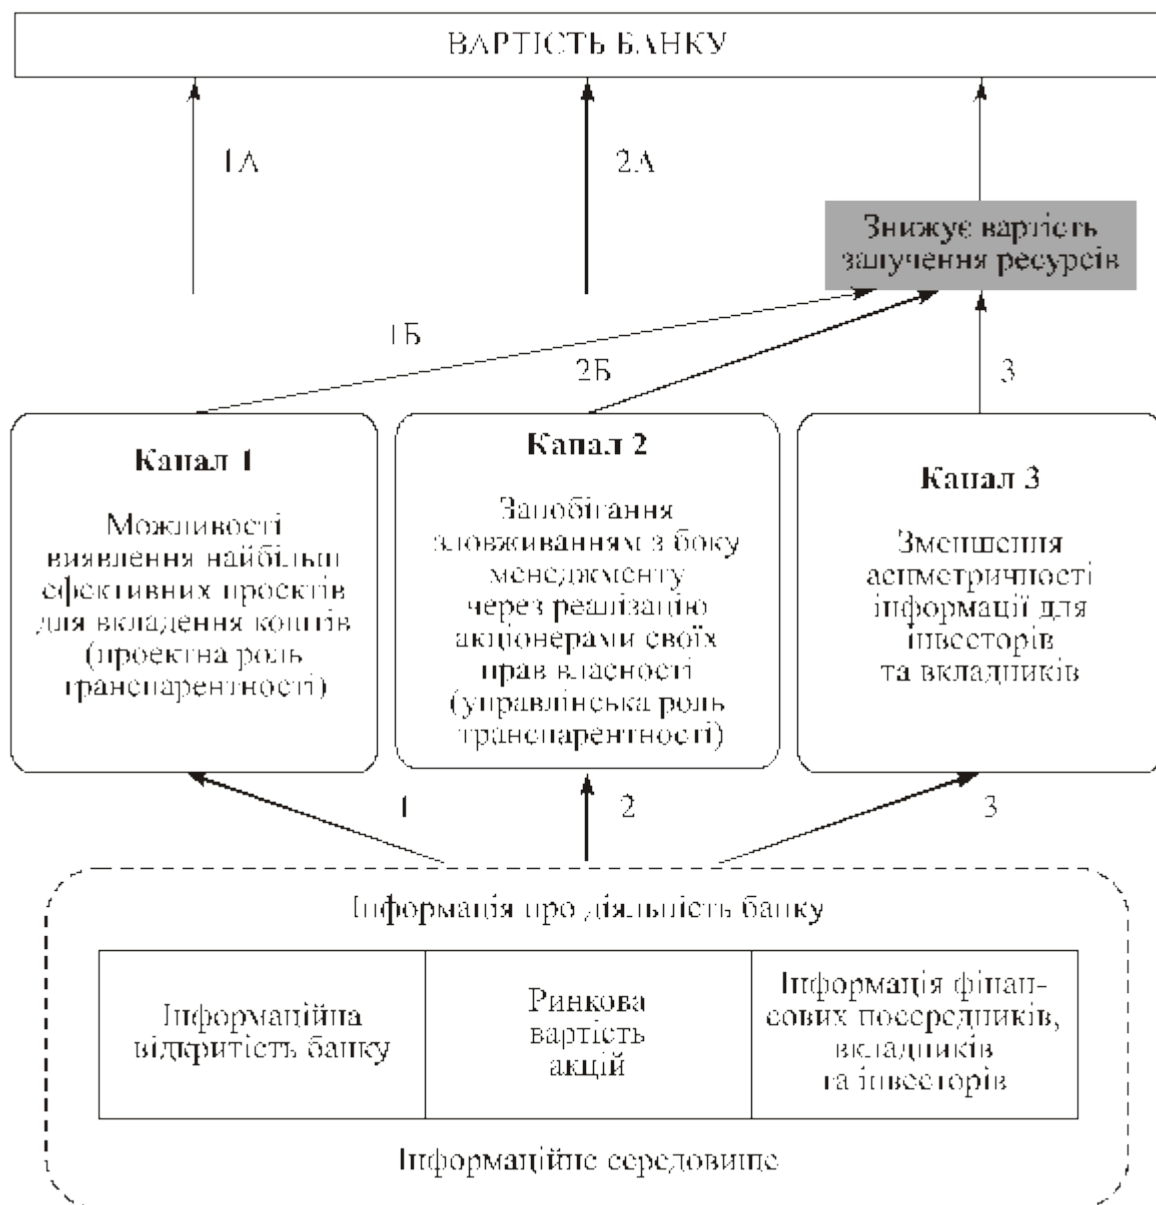 ВАРТІСТЬ БАНКУ
1А
2А
Знижує вартість
залучення ресурсів
1Б
2Б
3
Канал 1
Можливості
виявлення найбільш
ефективних проектів
для вкладення коштів
(проектна роль
транспарентності)
Канал 2
Запобігання
зловживанням з боку
менеджменту
через реалізацію
акціонерами своїх
прав власності
(управлінська роль
транспарентності)
Канал 3
Зменшення
асиметричності
інформації для
інвесторів
та вкладників
1
2
3
Інформація про діяльність банку
Інформаційна
відкритість банку
Ринкова
вартість
акцій
Інформація фінан-
сових посередників,
вкладників
та інвесторів
Інформаційне середовище